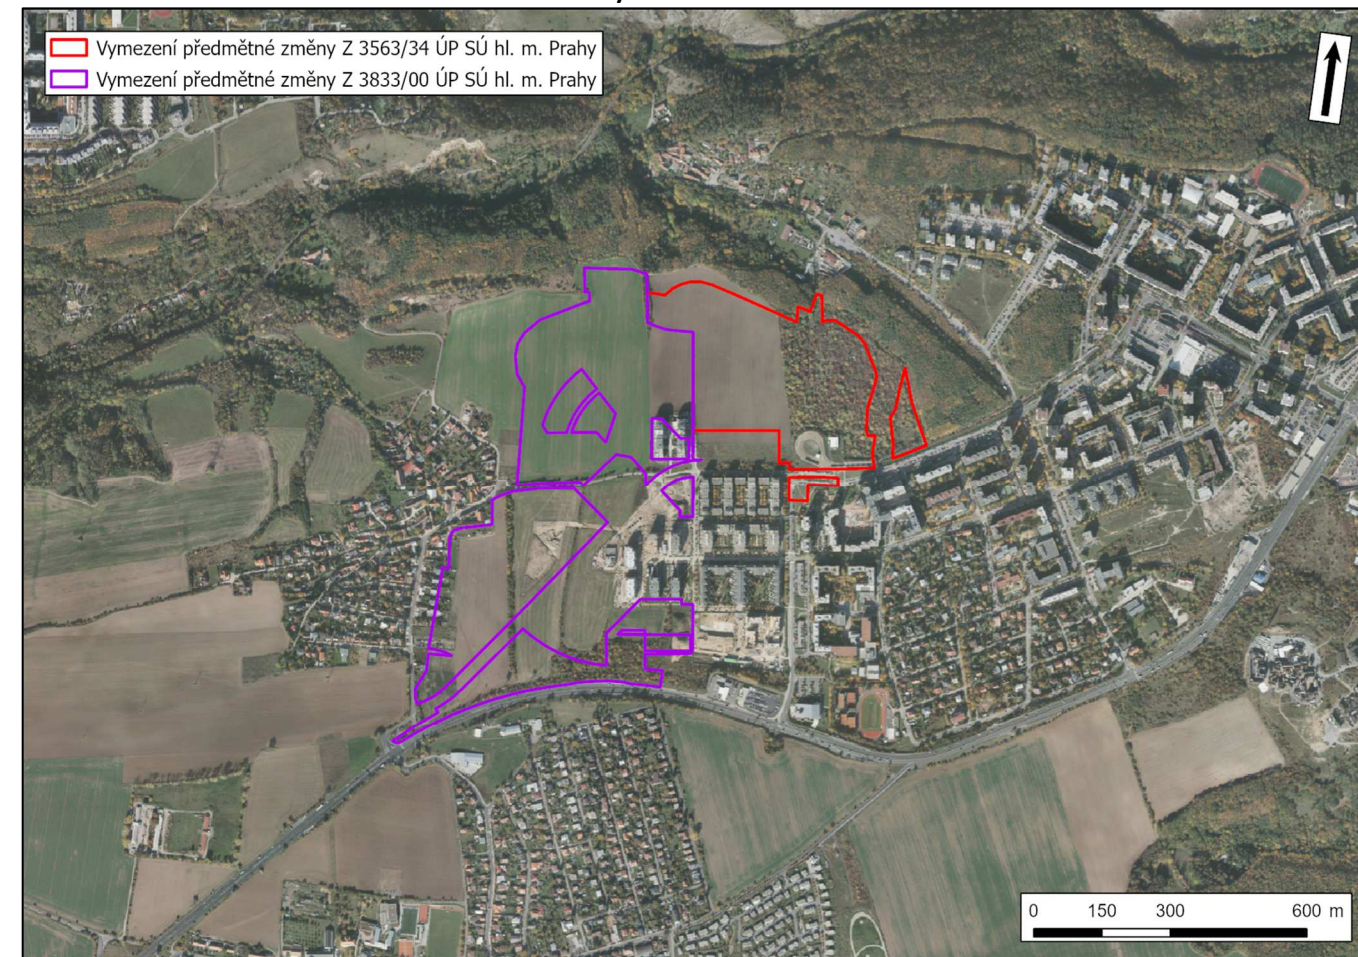 Vymezení předmětné změny Z 3563/34 ÚP SÚ hl. m. Prahy
Vymezení předmětné změny Z 3833/00 ÚP SÚ hl. m. Prahy
0 150 300 600 m